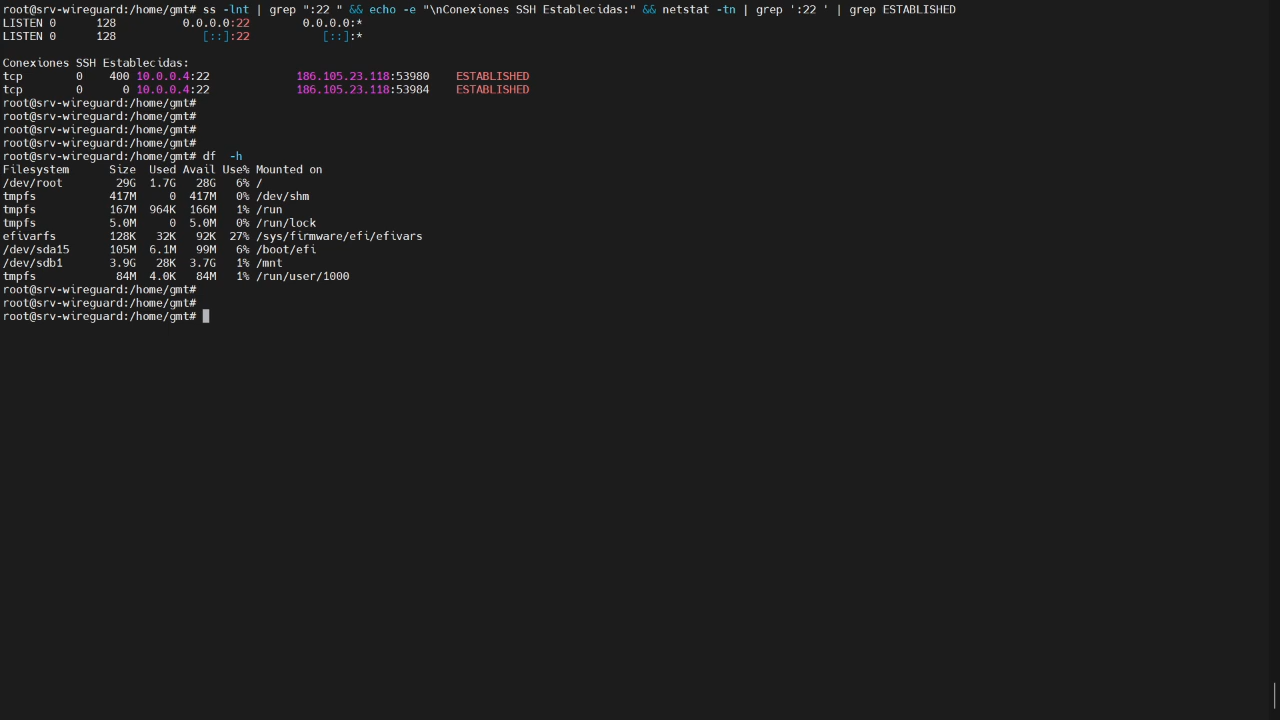 root@srv-wireguard:/home/gmt# ss -lnt | grep ":22 " && echo -e "\nConexiones SSH Establecidas:" && netstat -tn | grep ':22 ' | grep ESTABLISHED
LISTEN 0      128          0.0.0.0:22        0.0.0.0:*
LISTEN 0      128             [::]:22           [::]:*

Conexiones SSH Establecidas:
tcp        0    400 10.0.0.4:22             186.105.23.118:53980    ESTABLISHED
tcp        0      0 10.0.0.4:22             186.105.23.118:53984    ESTABLISHED
root@srv-wireguard:/home/gmt#
root@srv-wireguard:/home/gmt#
root@srv-wireguard:/home/gmt#
root@srv-wireguard:/home/gmt#
root@srv-wireguard:/home/gmt# df  -h
Filesystem      Size  Used Avail Use% Mounted on
/dev/root        29G  1.7G   28G   6% /
tmpfs           417M     0  417M   0% /dev/shm
tmpfs           167M  964K  166M   1% /run
tmpfs           5.0M     0  5.0M   0% /run/lock
efivarfs        128K   32K   92K  27% /sys/firmware/efi/efivars
/dev/sda15      105M  6.1M   99M   6% /boot/efi
/dev/sdb1       3.9G   28K  3.7G   1% /mnt
tmpfs            84M  4.0K   84M   1% /run/user/1000
root@srv-wireguard:/home/gmt#
root@srv-wireguard:/home/gmt#
root@srv-wireguard:/home/gmt#